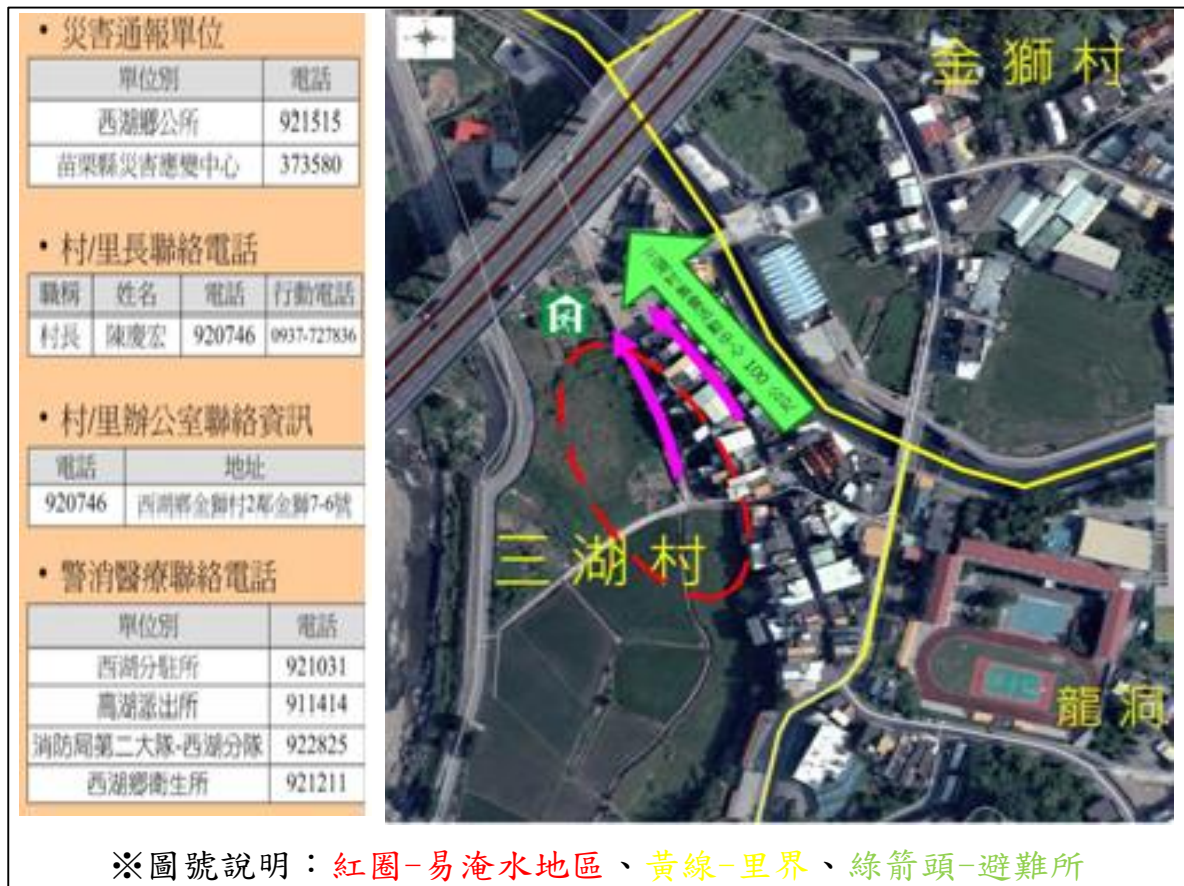 • 災害通報單位
單位別 電話
西湖鄉公所 921515
苗栗縣災害應變中心 373580
• 村/里長聯絡電話
職稱 姓名 電話 行動電話
村長 陳慶宏 920746 0937-727836
• 村/里辦公室聯絡資訊
電話 地址
920746 西湖鄉金獅村2鄰金獅7-6號
• 警消醫療聯絡電話
單位別 電話
西湖分駐所 921031
高湖派出所 911414
消防局第二大隊-西湖分隊 922825
西湖鄉衛生所 921211
金獅村
三湖村
龍洞
※圖號說明：紅圈-易淹水地區、黃線-里界、綠箭頭-避難所